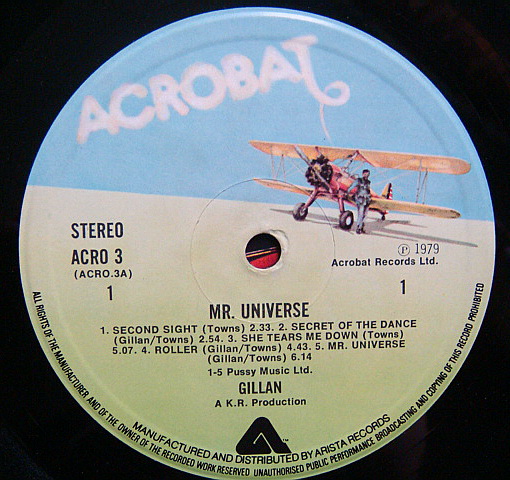 ACROBAT
STEREO
ACRO 3
(ACRO.3A)
1
℗ 1979
Acrobat Records Ltd.
1
MR. UNIVERSE
1. SECOND SIGHT (Towns) 2.33. 2. SECRET OF THE DANCE
(Gillan/Towns) 2.54. 3. SHE TEARS ME DOWN (Towns)
5.07. 4. ROLLER (Gillan/Towns) 4.43. 5. MR. UNIVERSE
(Gillan/Towns) 6.14
1-5 Pussy Music Ltd.
GILLAN
A K.R. Production
MANUFACTURED AND DISTRIBUTED BY ARISTA RECORDS
ALL RIGHTS OF THE MANUFACTURER AND OF THE OWNER OF THE RECORDED WORK RESERVED UNAUTHORISED PUBLIC PERFORMANCE BROADCASTING AND COPYING OF THIS RECORD PROHIBITED
TM